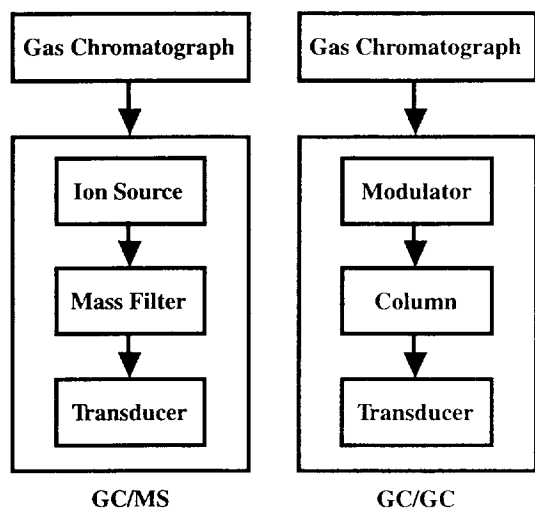 Gas Chromatograph
Ion Source
Mass Filter
Transducer
GC/MS
Gas Chromatograph
Modulator
Column
Transducer
GC/GC